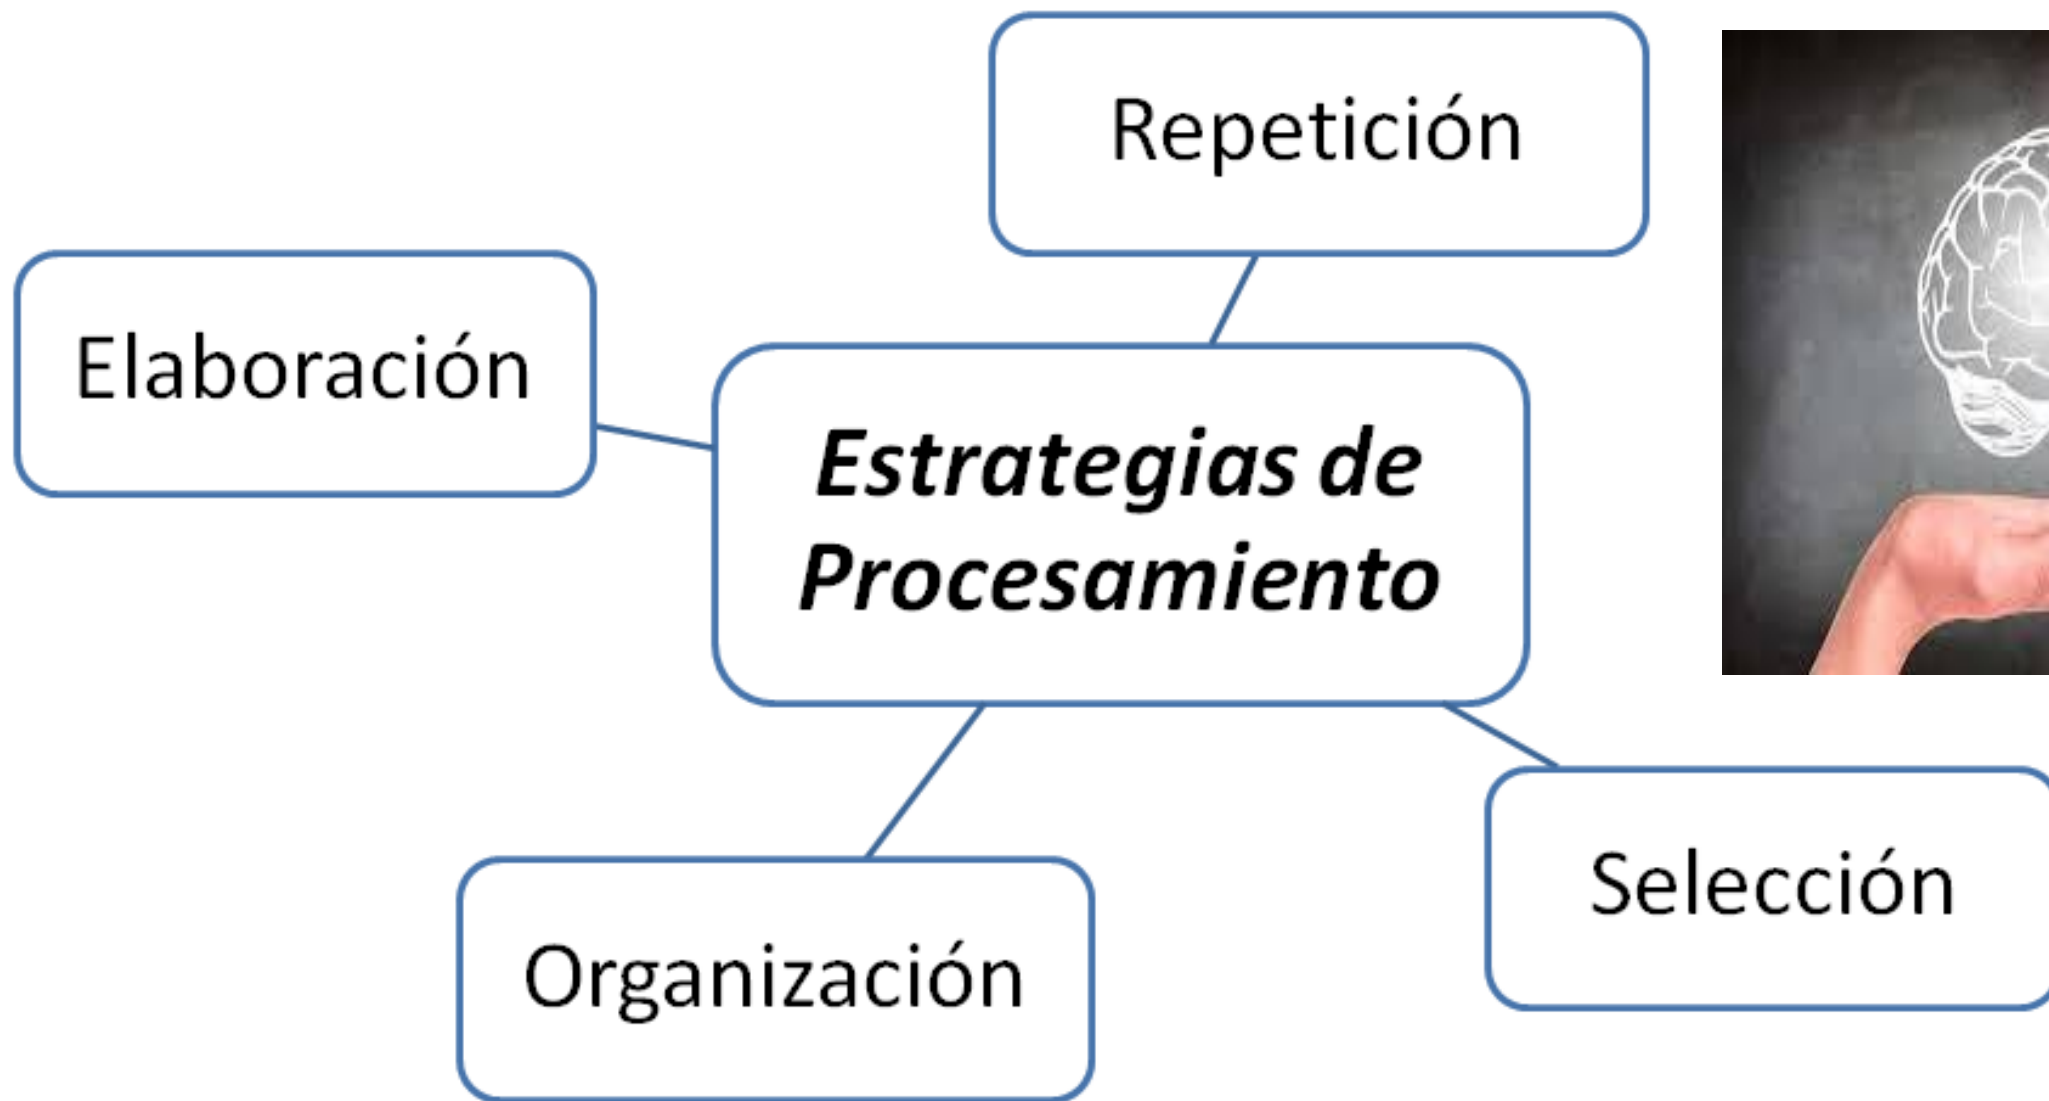 Repetición
Elaboración
Estrategias de
Procesamiento
Selección
Organización